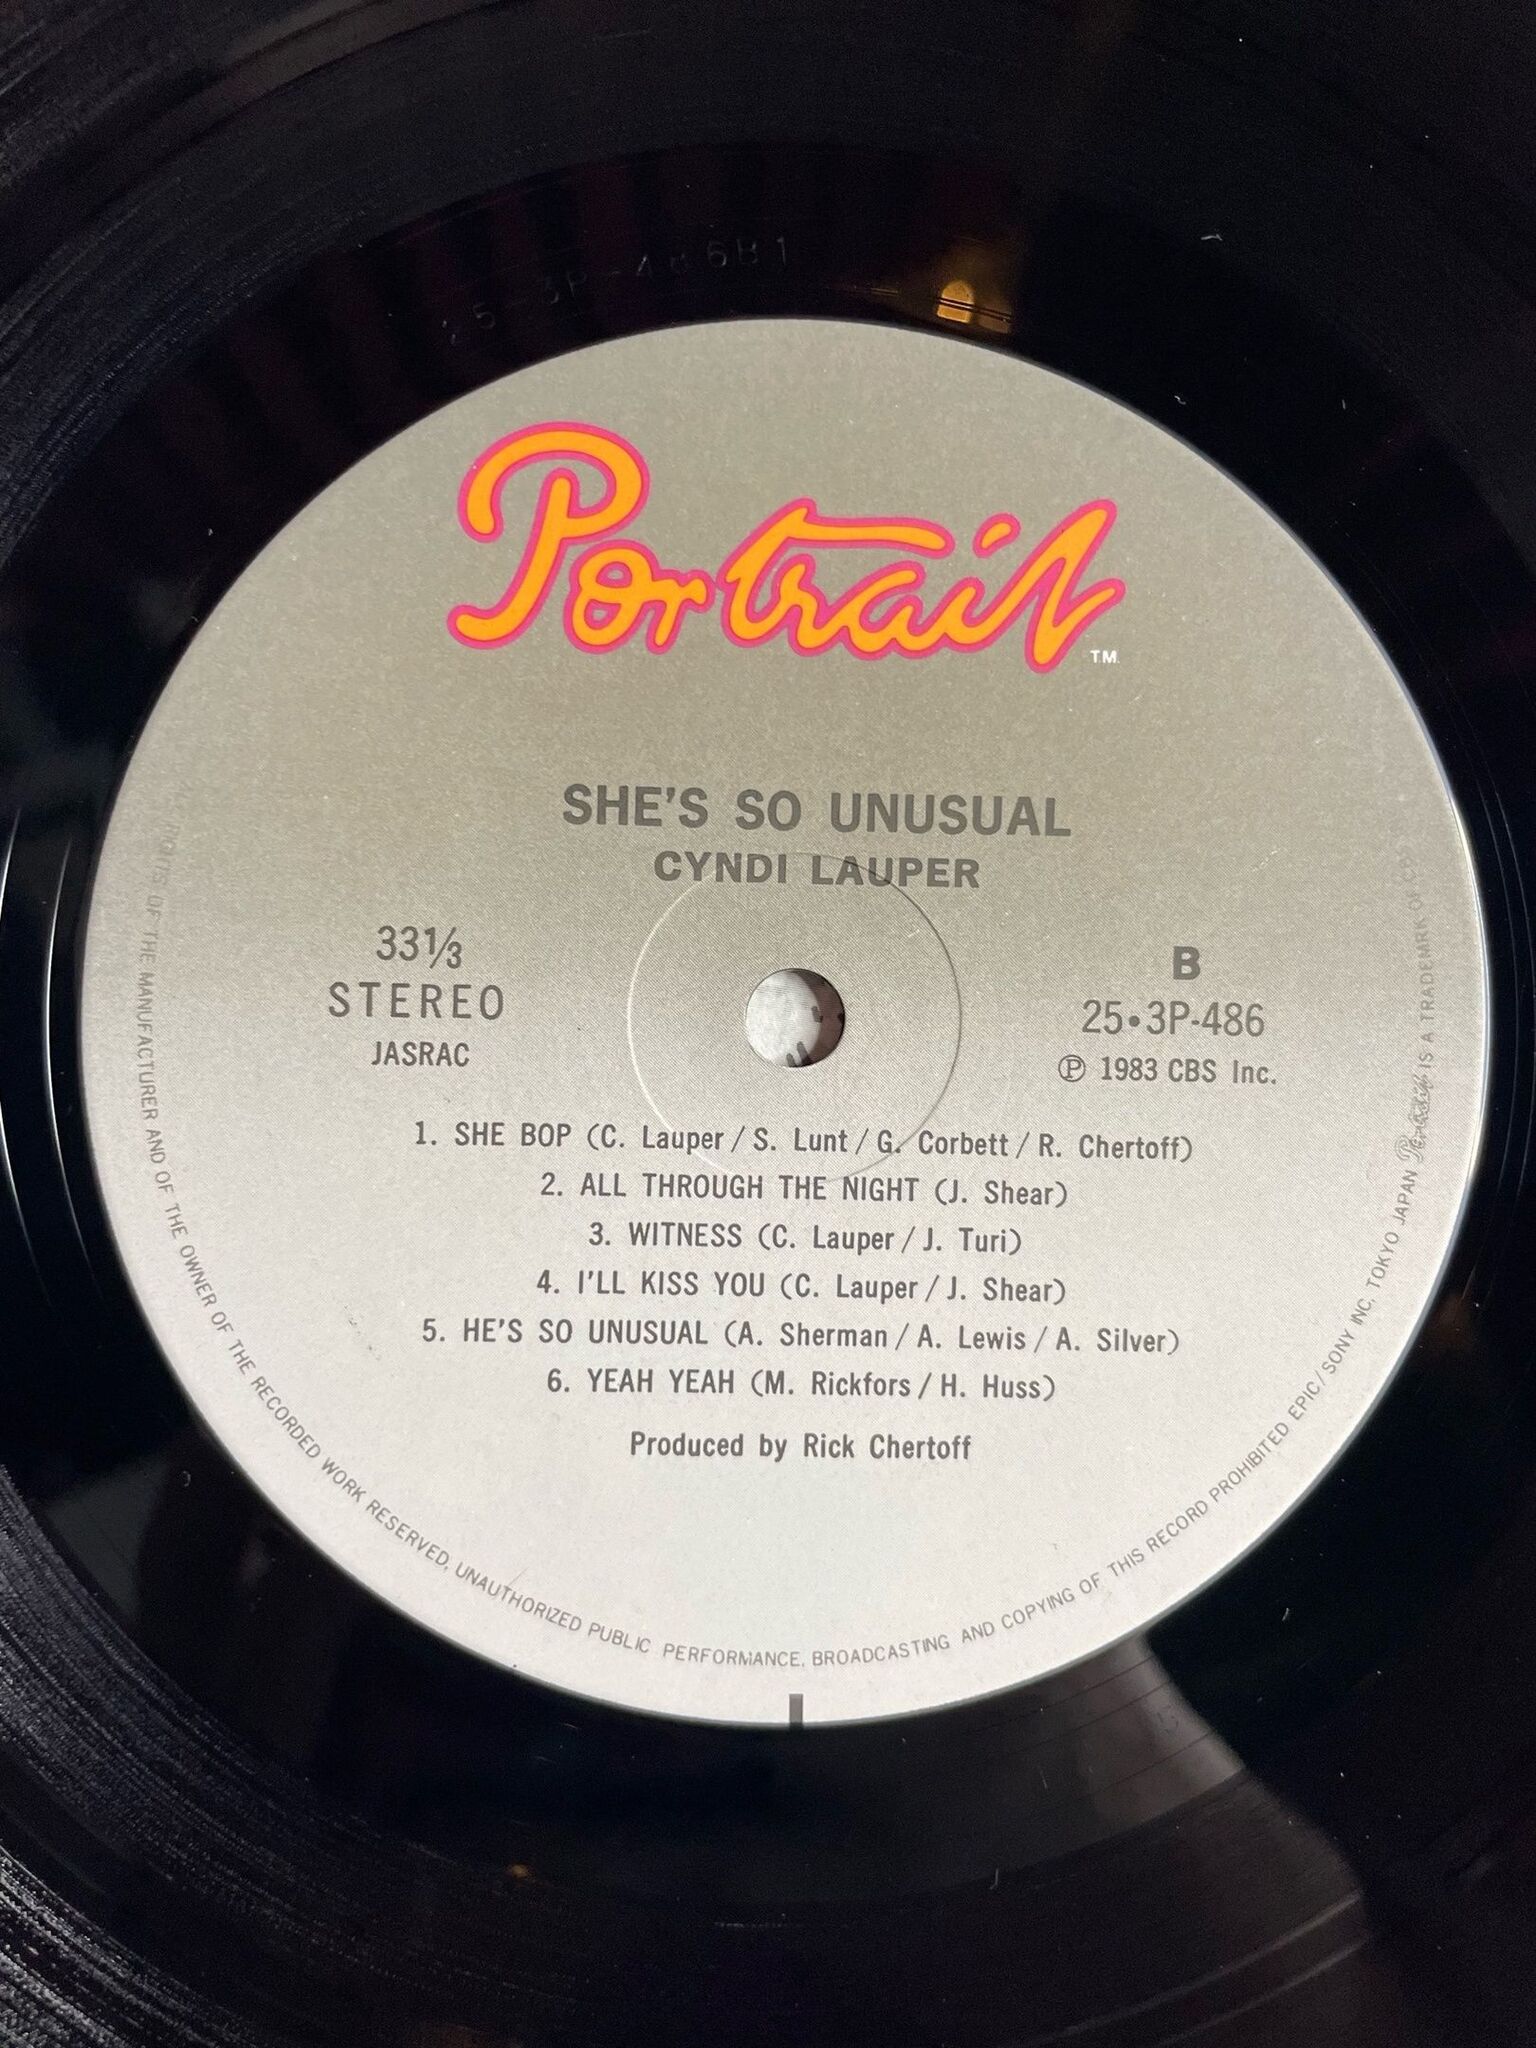 Portrait
T.M.
SHE'S SO UNUSUAL
CYNDI LAUPER
33⅓
STEREO
JASRAC
B
25•3P-486
Ⓟ 1983 CBS Inc.
1. SHE BOP (C. Lauper / S. Lunt / G. Corbett / R. Chertoff)
2. ALL THROUGH THE NIGHT (J. Shear)
3. WITNESS (C. Lauper / J. Turi)
4. I'LL KISS YOU (C. Lauper / J. Shear)
5. HE'S SO UNUSUAL (A. Sherman / A. Lewis / A. Silver)
6. YEAH YEAH (M. Rickfors / H. Huss)
Produced by Rick Chertoff
ALL RIGHTS OF THE MANUFACTURER AND OF THE OWNER OF THE RECORDED WORK RESERVED, UNAUTHORIZED PUBLIC PERFORMANCE, BROADCASTING AND COPYING OF THIS RECORD PROHIBITED EPIC/SONY INC. TOKYO JAPAN Portrait IS A TRADEMRK OF CBS